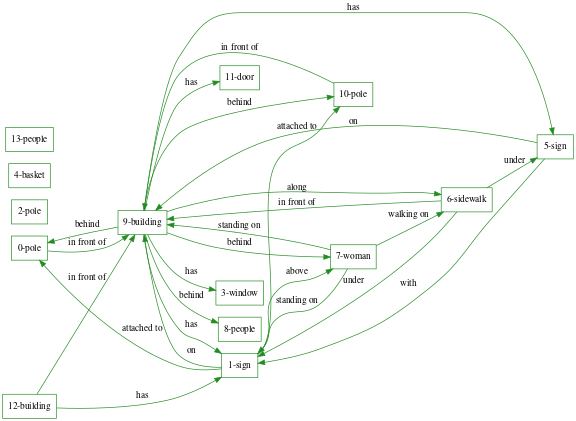 has
in front of
11-door
has
10-pole
behind
attached to
on
13-people
5-sign
under
4-basket
along
6-sidewalk
2-pole
in front of
walking on
9-building
behind
standing on
0-pole
in front of
behind
7-woman
in front of
has
above
under
with
3-window
behind
standing on
has
8-people
attached to
on
1-sign
has
12-building